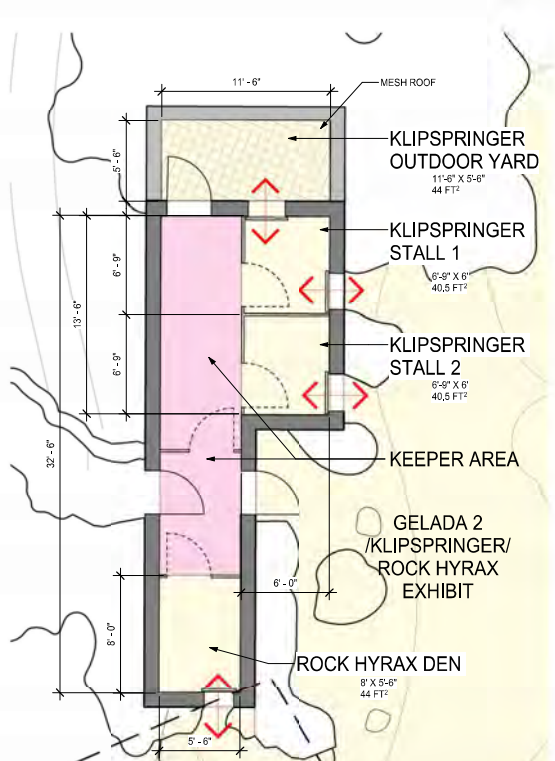 11' - 6"
MESH ROOF
5' - 6"
KLIPSPRINGER
OUTDOOR YARD
11'-6" X 5'-6"
44 FT²
KLIPSPRINGER
STALL 1
6'-9" X 6'
40,5 FT²
6' - 9"
13' - 6"
6' - 9"
KLIPSPRINGER
STALL 2
6'-9" X 6'
40,5 FT²
32' - 6"
KEEPER AREA
GELADA 2
/KLIPSPRINGER/
ROCK HYRAX
EXHIBIT
6' - 0"
8' - 0"
ROCK HYRAX DEN
8' X 5'-6"
44 FT²
5' - 6"